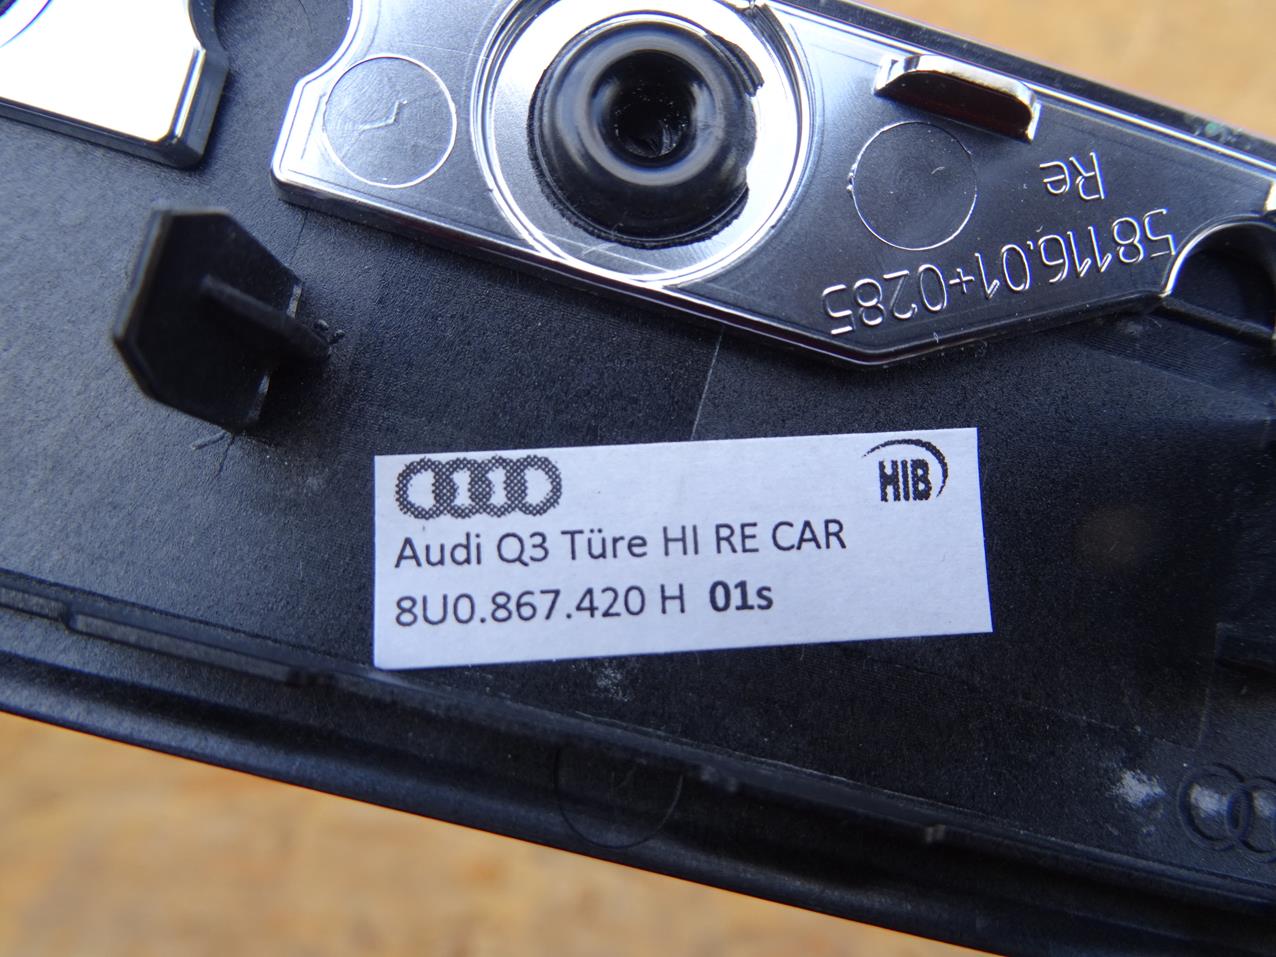 Re
58116.01+0285
HIB
Audi Q3 Türe HI RE CAR
8U0.867.420 H 01s